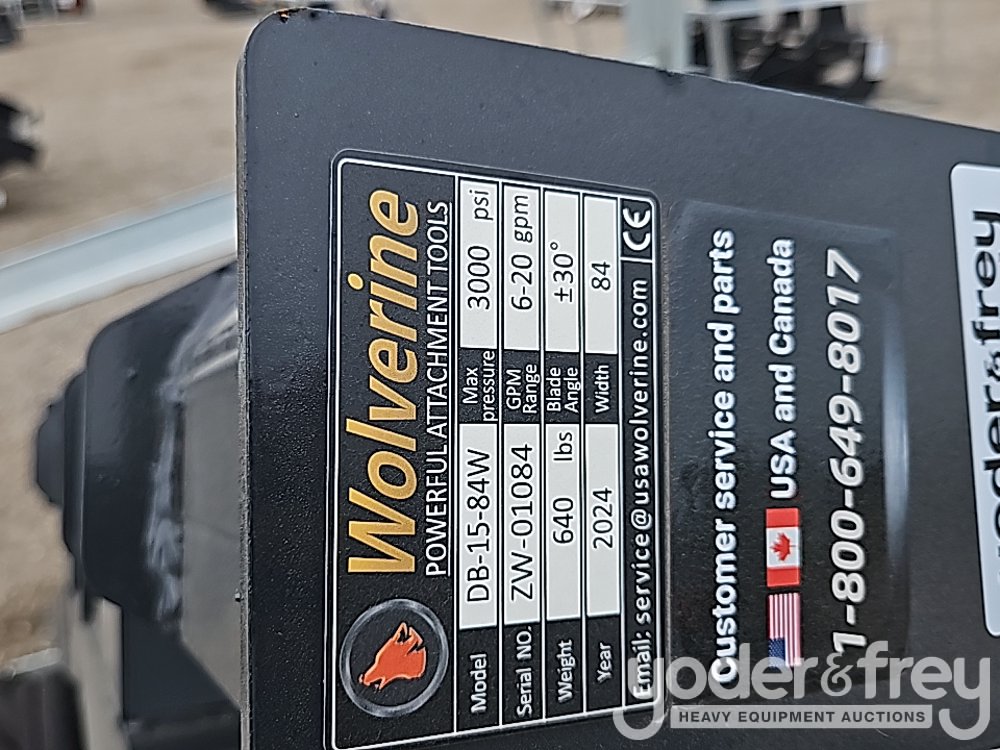 Wolverine
POWERFUL ATTACHMENT TOOLS
Model DB-15-84W Max pressure 3000 psi
Serial NO. ZW-01084 GPM Range 6-20 gpm
Weight 640 lbs Blade Angle ±30°
Year 2024 Width 84
Email: service@usawolverine.com CE
Customer service and parts
USA and Canada
1-800-649-8017
yoder&frey
yoder&frey
HEAVY EQUIPMENT AUCTIONS